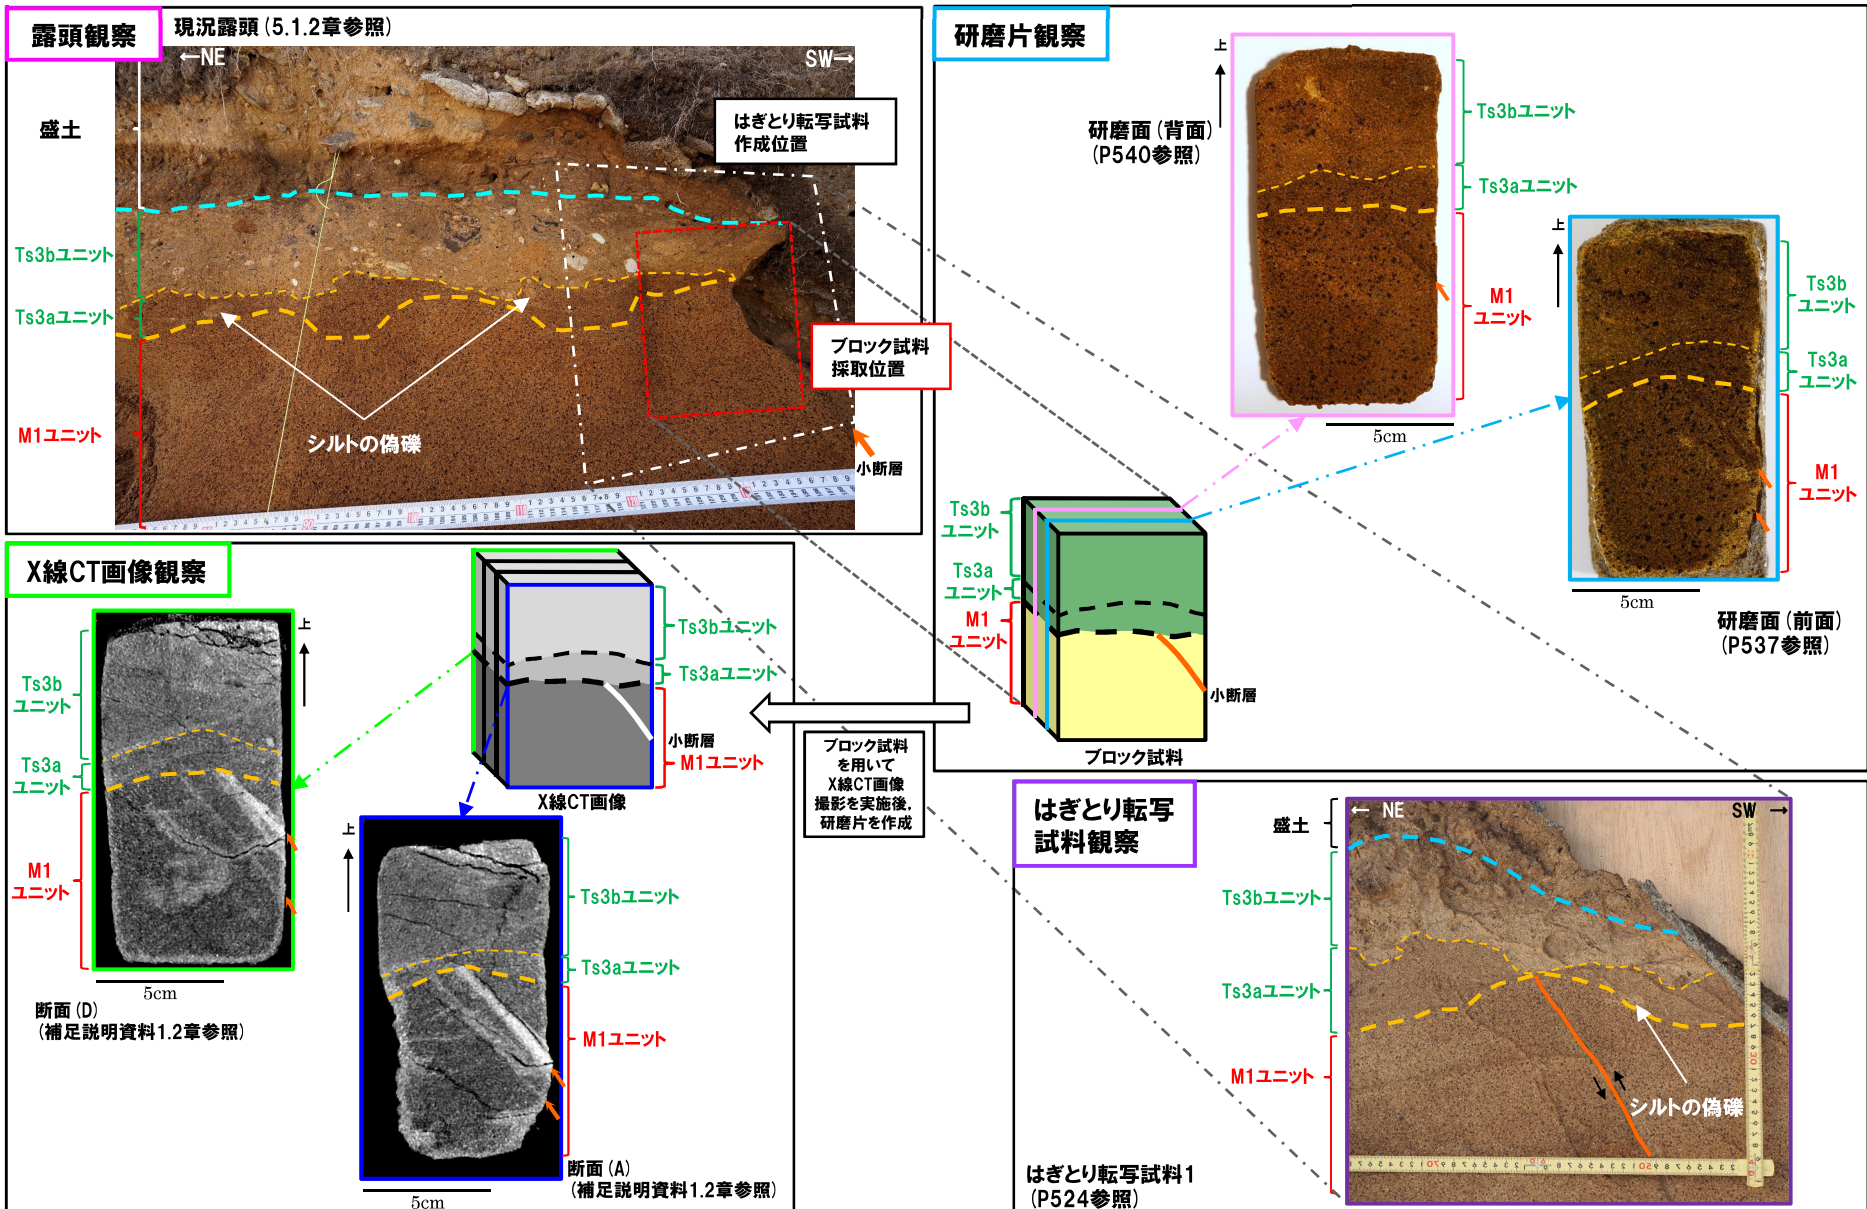 露頭観察
現況露頭(5.1.2章参照)
←NE
SW→
盛土
はぎとり転写試料
作成位置
Ts3bユニット
Ts3aユニット
M1ユニット
シルトの偽礫
ブロック試料
採取位置
小断層
研磨片観察
上
研磨面(背面)
(P540参照)
Ts3bユニット
Ts3aユニット
M1
ユニット
5cm
上
Ts3b
ユニット
Ts3a
ユニット
M1
ユニット
5cm
研磨面(前面)
(P537参照)
Ts3b
ユニット
Ts3a
ユニット
M1
ユニット
小断層
ブロック試料
X線CT画像観察
上
Ts3b
ユニット
Ts3a
ユニット
M1
ユニット
5cm
断面(D)
(補足説明資料1.2章参照)
Ts3bユニット
Ts3aユニット
小断層
M1ユニット
X線CT画像
ブロック試料
を用いて
X線CT画像
撮影を実施後,
研磨片を作成
上
Ts3bユニット
Ts3aユニット
M1ユニット
断面(A)
(補足説明資料1.2章参照)
5cm
はぎとり転写
試料観察
盛土
← NE
SW →
Ts3bユニット
Ts3aユニット
M1ユニット
シルトの偽礫
はぎとり転写試料1
(P524参照)